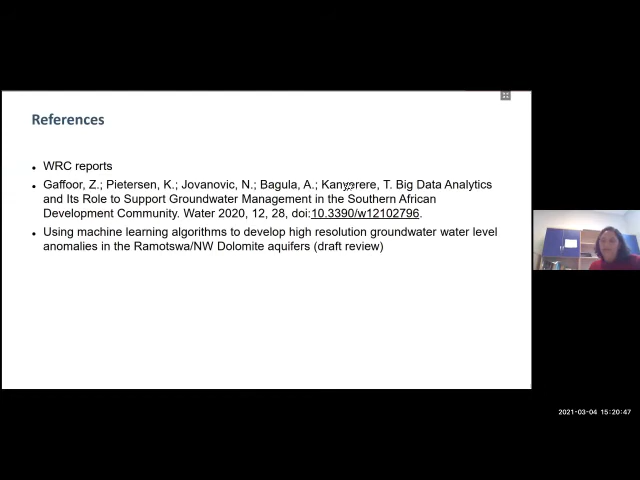 References
• WRC reports
• Gaffoor, Z.; Pietersen, K.; Jovanovic, N.; Bagula, A.; Kanyerere, T. Big Data Analytics
and Its Role to Support Groundwater Management in the Southern African
Development Community. Water 2020, 12, 28, doi:10.3390/w12102796.
• Using machine learning algorithms to develop high resolution groundwater water level
anomalies in the Ramotswa/NW Dolomite aquifers (draft review)
2021-03-04 15:20:47